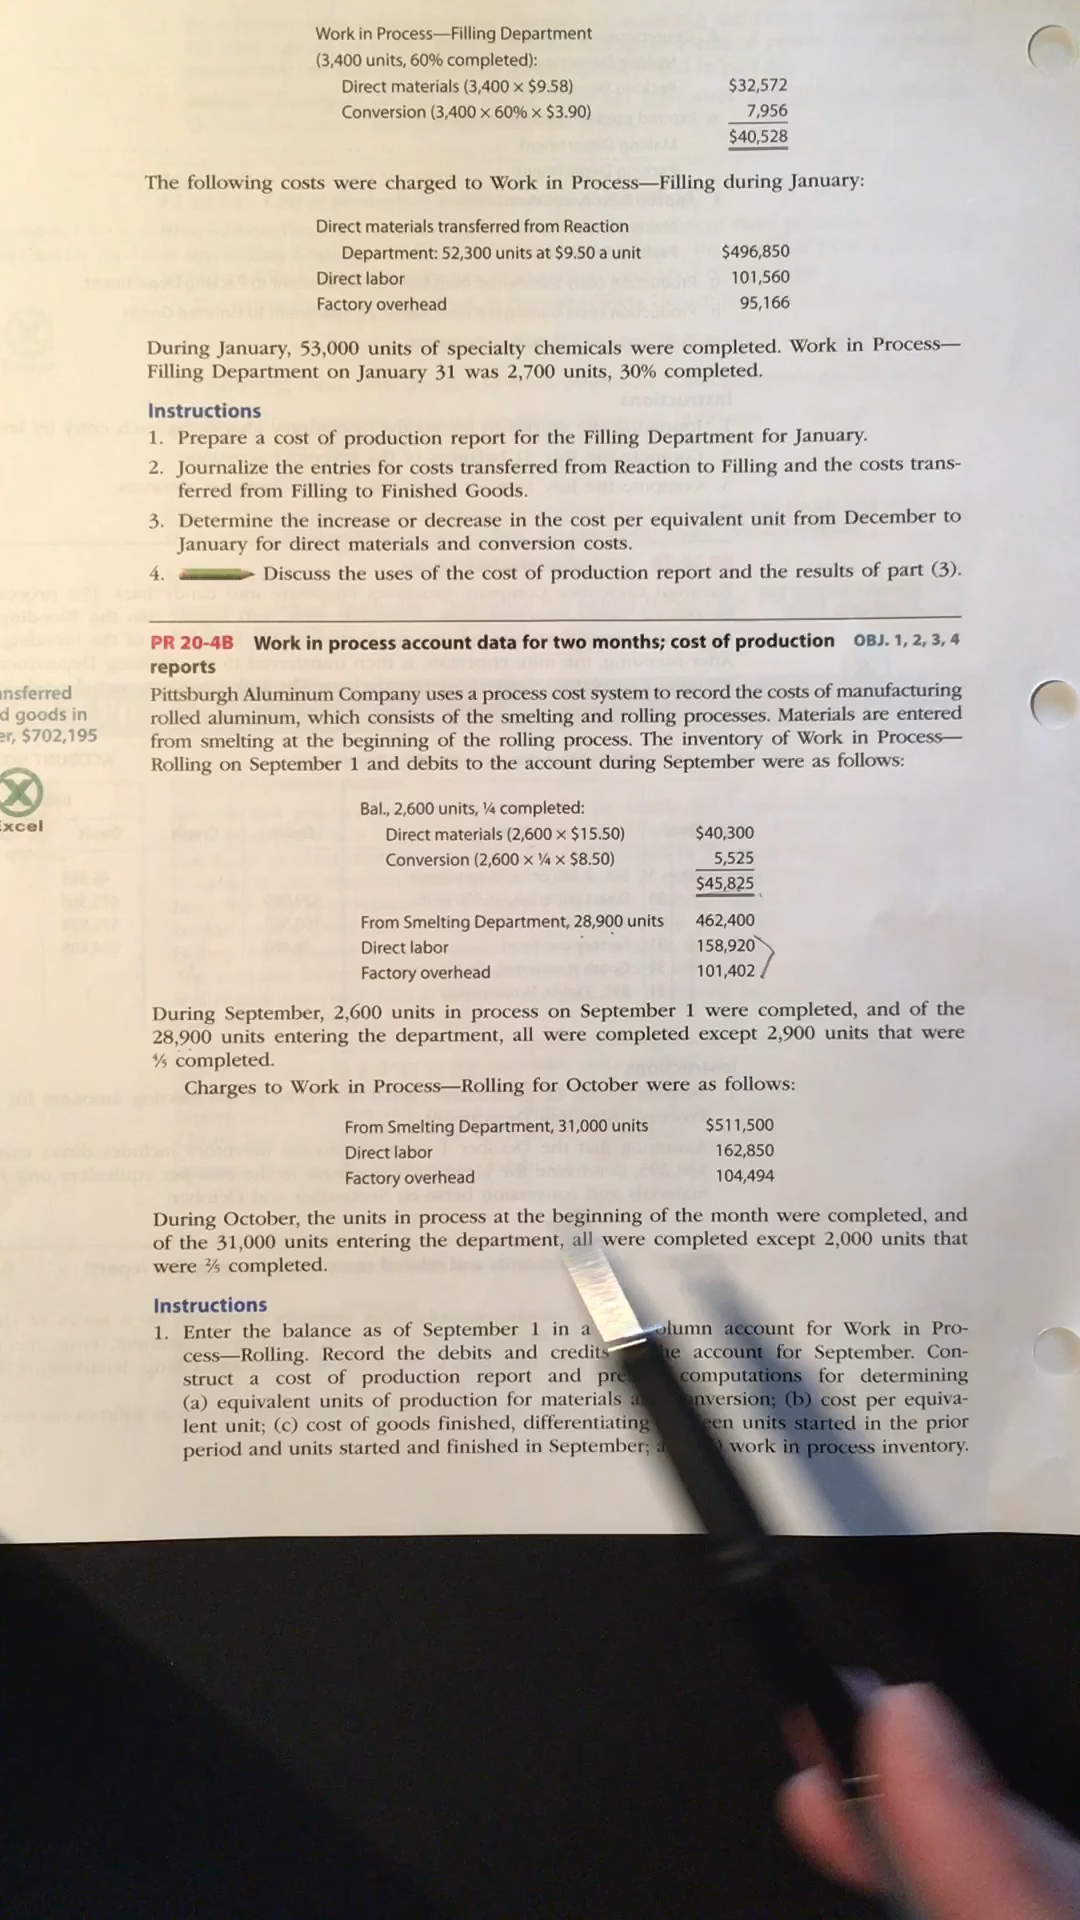 Work in Process—Filling Department
(3,400 units, 60% completed):
Direct materials (3,400 × $9.58) $32,572
Conversion (3,400 × 60% × $3.90) 7,956
$40,528
The following costs were charged to Work in Process—Filling during January:
Direct materials transferred from Reaction
Department: 52,300 units at $9.50 a unit $496,850
Direct labor 101,560
Factory overhead 95,166
During January, 53,000 units of specialty chemicals were completed. Work in Process—
Filling Department on January 31 was 2,700 units, 30% completed.
Instructions
1. Prepare a cost of production report for the Filling Department for January.
2. Journalize the entries for costs transferred from Reaction to Filling and the costs trans-
ferred from Filling to Finished Goods.
3. Determine the increase or decrease in the cost per equivalent unit from December to
January for direct materials and conversion costs.
4. Discuss the uses of the cost of production report and the results of part (3).
PR 20-4B Work in process account data for two months; cost of production OBJ. 1, 2, 3, 4
reports
nsferred
d goods in
er, $702,195
X
Excel
Pittsburgh Aluminum Company uses a process cost system to record the costs of manufacturing
rolled aluminum, which consists of the smelting and rolling processes. Materials are entered
from smelting at the beginning of the rolling process. The inventory of Work in Process—
Rolling on September 1 and debits to the account during September were as follows:
Bal., 2,600 units, ¼ completed:
Direct materials (2,600 × $15.50) $40,300
Conversion (2,600 × ¼ × $8.50) 5,525
$45,825
From Smelting Department, 28,900 units 462,400
Direct labor 158,920
Factory overhead 101,402
During September, 2,600 units in process on September 1 were completed, and of the
28,900 units entering the department, all were completed except 2,900 units that were
⅘ completed.
Charges to Work in Process—Rolling for October were as follows:
From Smelting Department, 31,000 units $511,500
Direct labor 162,850
Factory overhead 104,494
During October, the units in process at the beginning of the month were completed, and
of the 31,000 units entering the department, all were completed except 2,000 units that
were ⅖ completed.
Instructions
1. Enter the balance as of September 1 in a olumn account for Work in Pro-
cess—Rolling. Record the debits and credits he account for September. Con-
struct a cost of production report and pre computations for determining
(a) equivalent units of production for materials a nversion; (b) cost per equiva-
lent unit; (c) cost of goods finished, differentiating een units started in the prior
period and units started and finished in September; a ) work in process inventory.